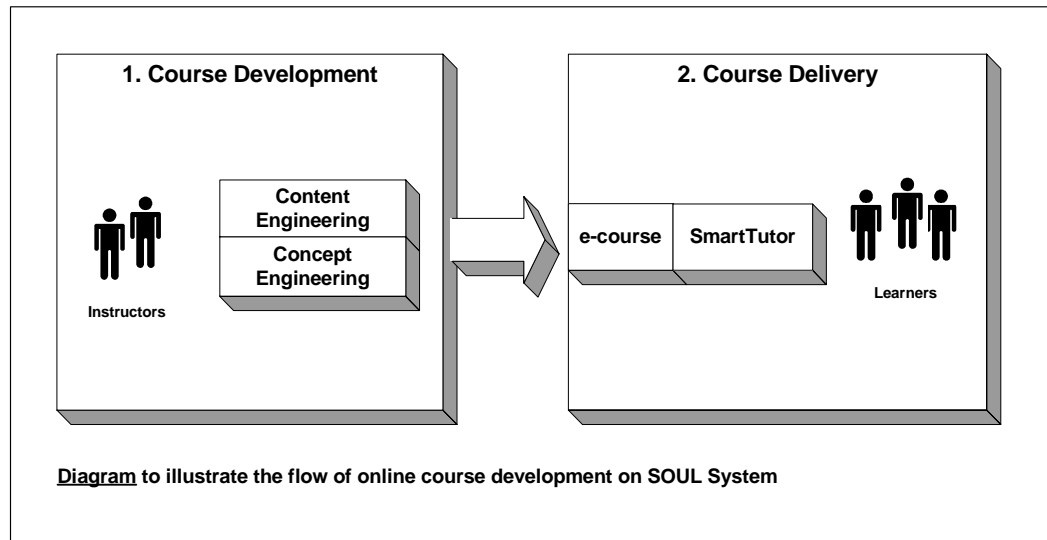 1. Course Development
Content
Engineering
Concept
Engineering
Instructors
2. Course Delivery
e-course
SmartTutor
Learners
Diagram to illustrate the flow of online course development on SOUL System